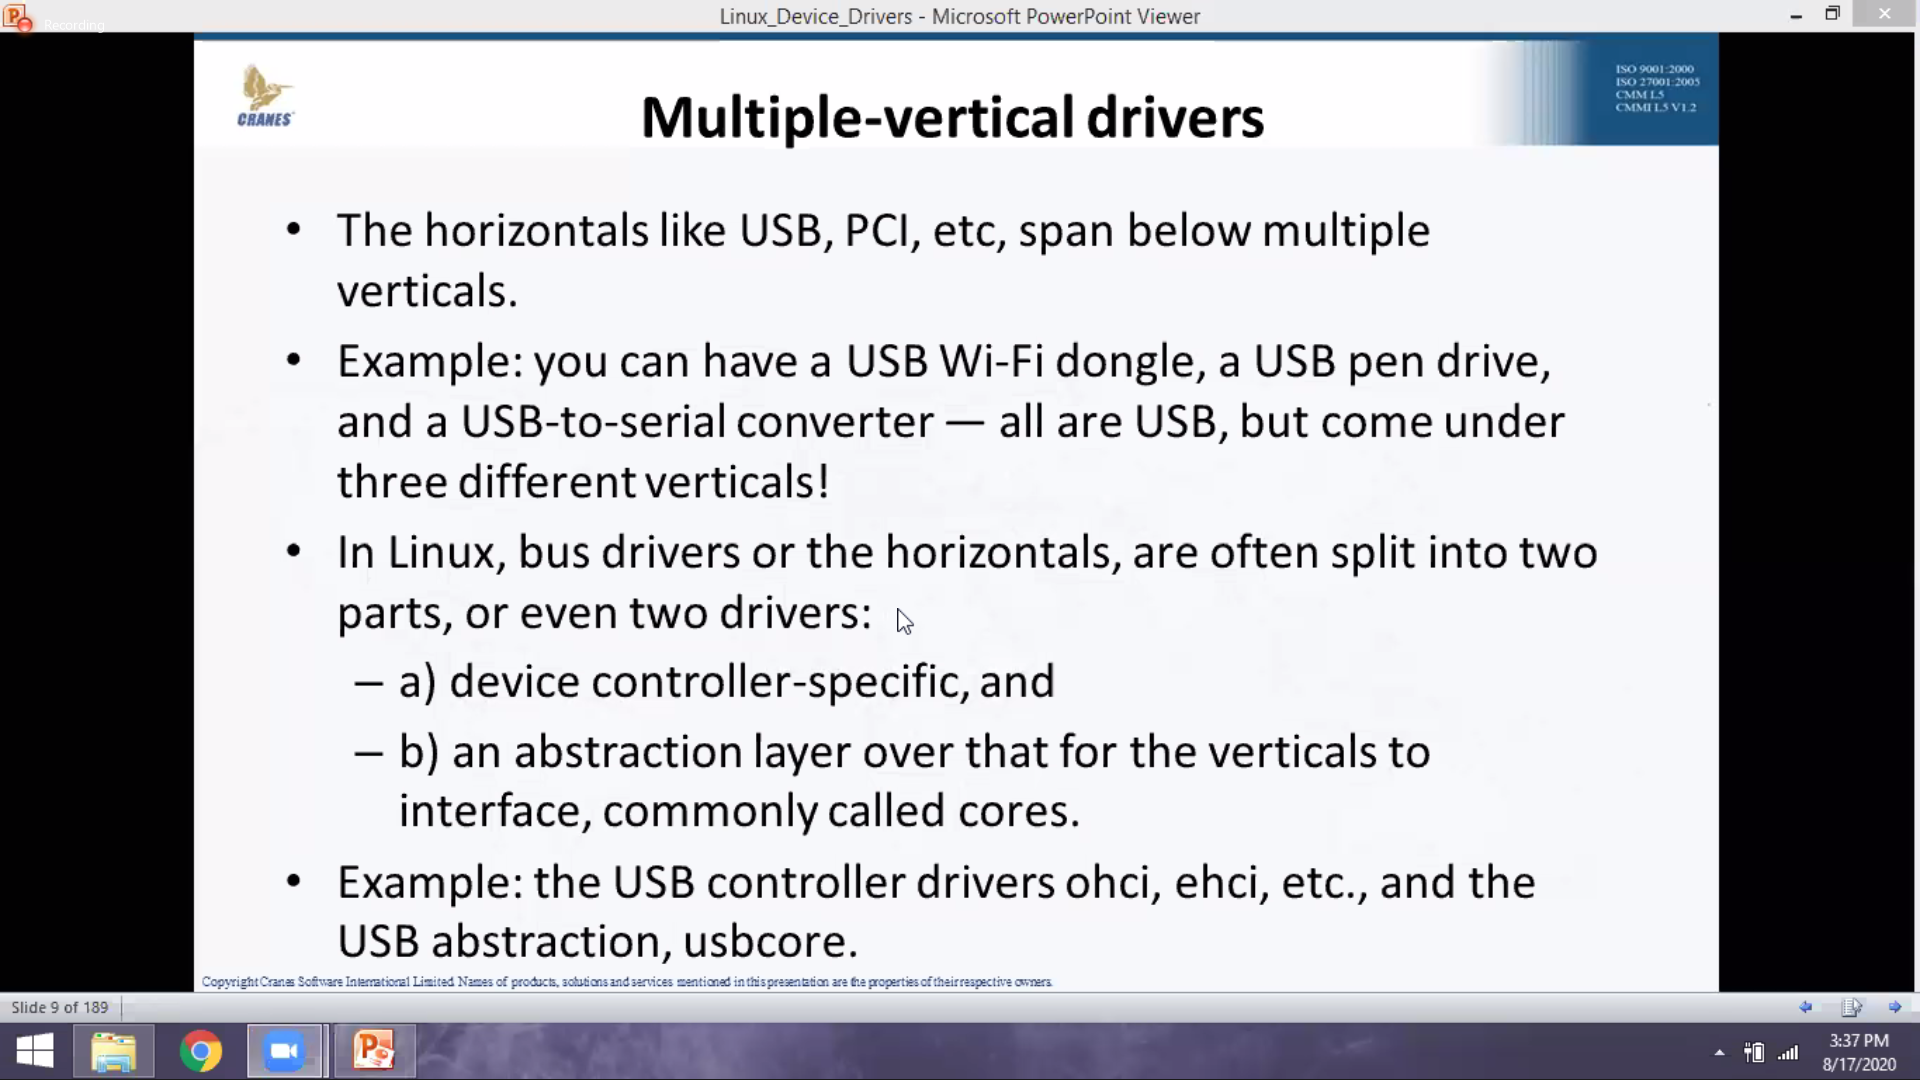 Recording
Linux_Device_Drivers - Microsoft PowerPoint Viewer
CRANES
ISO 9001:2000
ISO 27001:2005
CMM L5
CMMI L5 V1.2
Multiple-vertical drivers
• The horizontals like USB, PCI, etc, span below multiple
verticals.
• Example: you can have a USB Wi-Fi dongle, a USB pen drive,
and a USB-to-serial converter — all are USB, but come under
three different verticals!
• In Linux, bus drivers or the horizontals, are often split into two
parts, or even two drivers:
– a) device controller-specific, and
– b) an abstraction layer over that for the verticals to
interface, commonly called cores.
• Example: the USB controller drivers ohci, ehci, etc., and the
USB abstraction, usbcore.
Copyright Cranes Software International Limited. Names of products, solutions and services mentioned in this presentation are the properties of their respective owners.
Slide 9 of 189
3:37 PM
8/17/2020